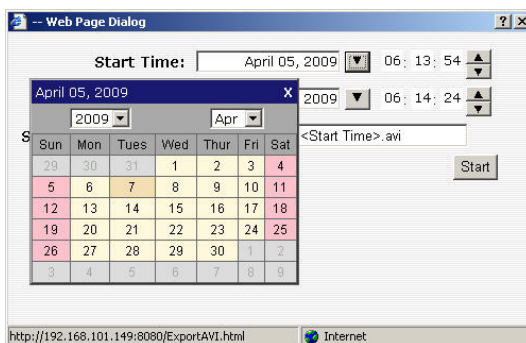 -- Web Page Dialog ? x
Start Time: April 05, 2009 06: 13: 54
April 05, 2009 X
2009 06: 14: 24
2009 Apr
S <Start Time>.avi
Sun Mon Tues Wed Thur Fri Sat
29 30 31 1 2 3 4
Start
5 6 7 8 9 10 11
12 13 14 15 16 17 18
19 20 21 22 23 24 25
26 27 28 29 30 1 2
3 4 5 6 7 8 9
http://192.168.101.149:8080/ExportAVI.html Internet